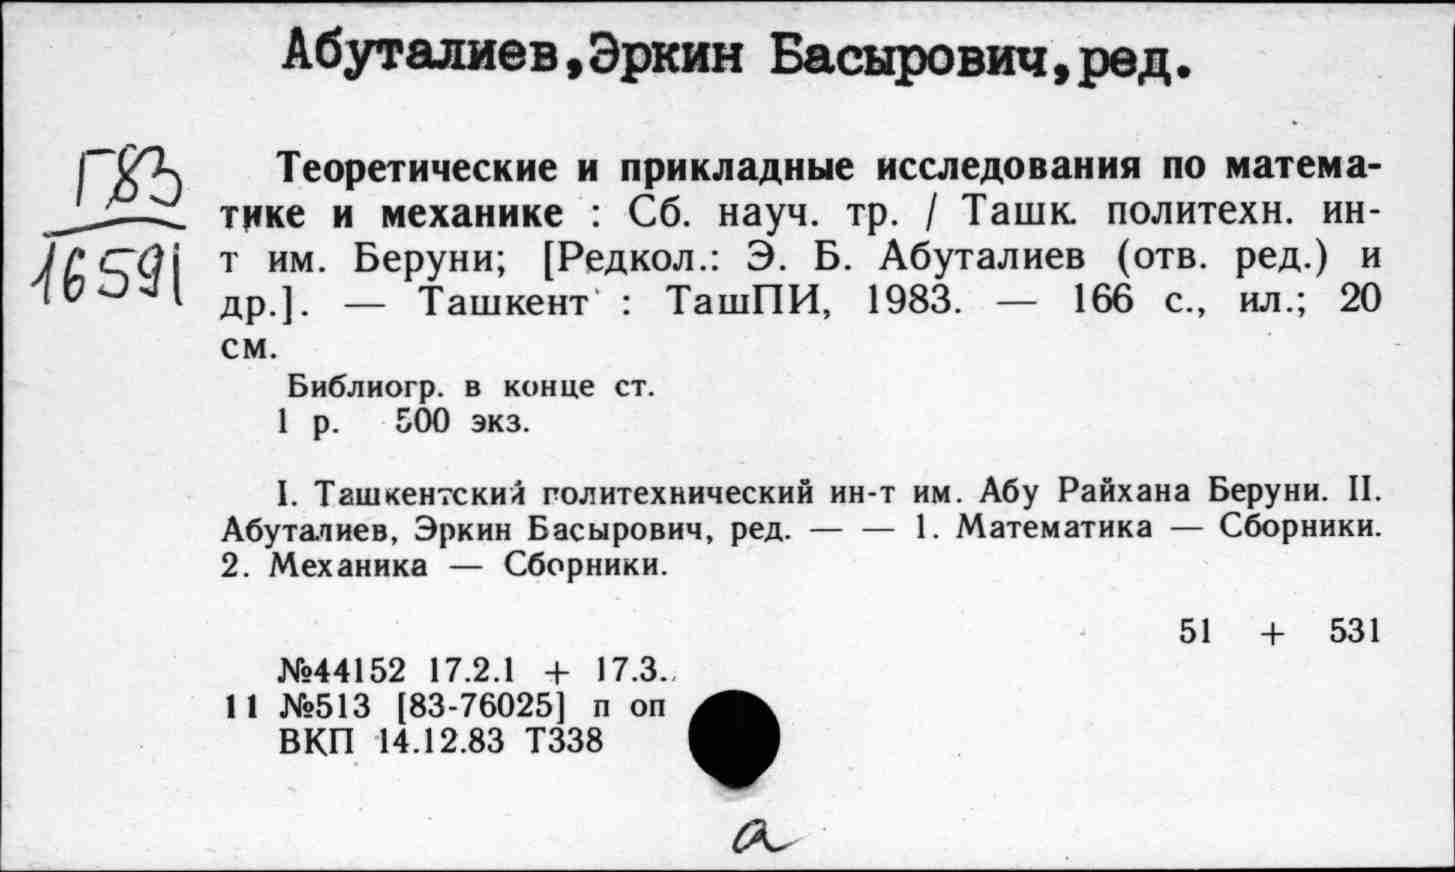 Абуталиев,Эркин Басырович,ред.
16591
Теоретические и прикладные исследования по матема-
тике и механике : Сб. науч. тр. / Ташк. политехн. ин-
т им. Беруни; [Редкол.: Э. Б. Абуталиев (отв. ред.) и
др.]. — Ташкент : ТашПИ, 1983. — 166 с., ил.; 20
см.
Библиогр. в конце ст.
1 р. 500 экз.
I. Ташкентский политехнический ин-т им. Абу Райхана Беруни. II.
Абуталиев, Эркин Басырович, ред. — — 1. Математика — Сборники.
2. Механика — Сборники.
51 + 531
№44152 17.2.1 + 17.3.
11 №513 [83-76025] п оп
ВКП 14.12.83 Т338
а